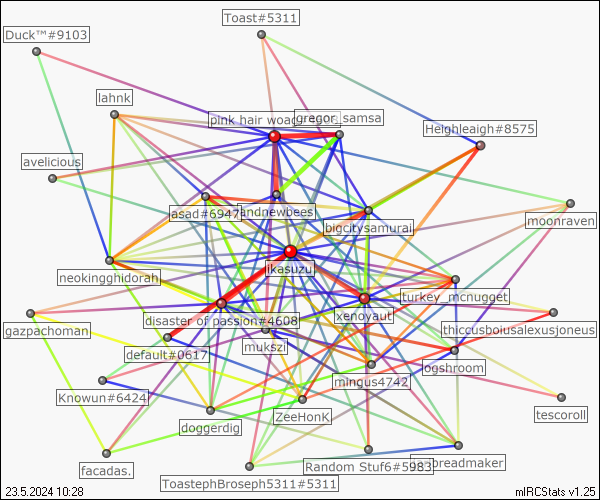 Toast#5311
Duck™#9103
lahnk
pink hair woag
gregor_samsa
Heighleaigh#8575
avelicious
jasad#6947
andnewbees
moonraven
bigcitysamurai
neokingghidorah
ikasuzu
turkey_mcnugget
gazpachoman
disaster of passion#4608
xenoyaut
thiccusboiusalexusjoneus
default#0617
mukszi
ogshroom
mingus4742
Knowun#6424
tescoroll
doggerdig
ZeeHonK
facadas.
Random Stuf6#5983
breadmaker
ToastephBroseph5311#5311
23.5.2024 10:28
mIRCStats v1.25